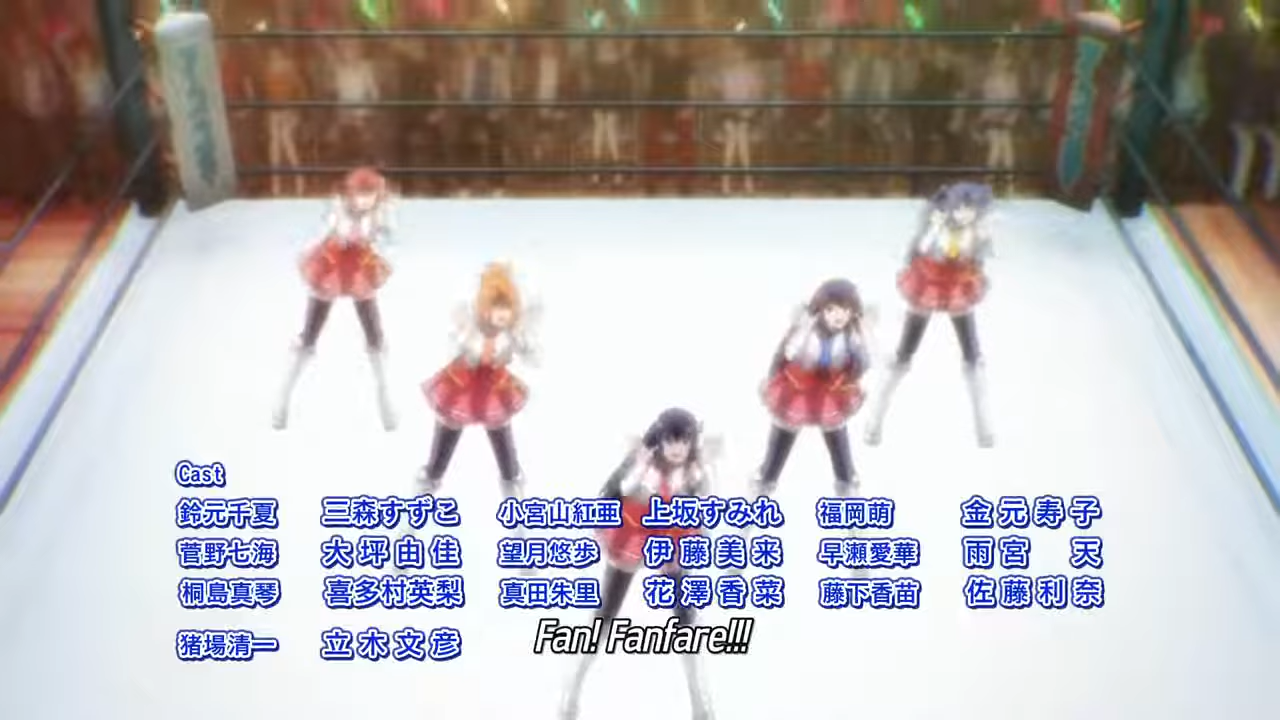 Cast
鈴元千夏 三森すずこ 小宮山紅亜 上坂すみれ 福岡萌 金元寿子
菅野七海 大坪由佳 望月悠歩 伊藤美来 早瀬愛華 雨宮 天
桐島真琴 喜多村英梨 真田朱里 花澤香菜 藤下香苗 佐藤利奈
猪場清一 立木文彦
Fan! Fanfare!!!